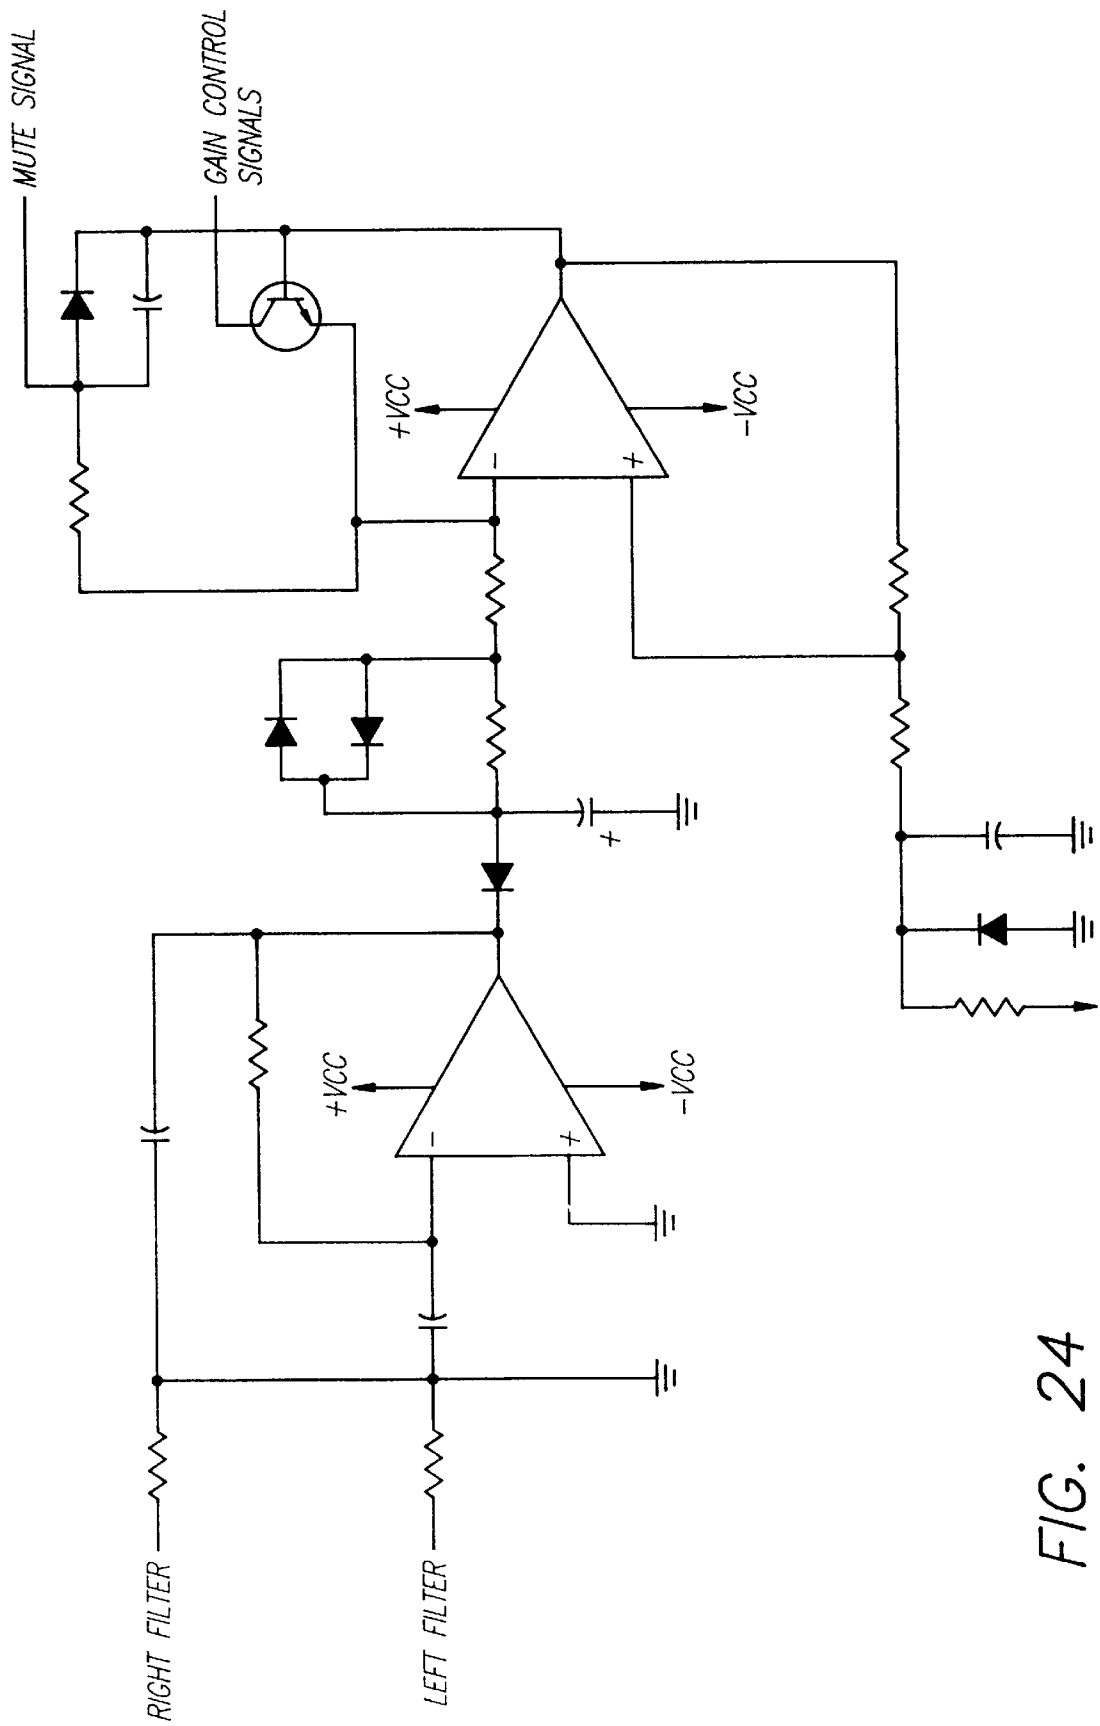 MUTE SIGNAL
GAIN CONTROL
SIGNALS
+VCC
-
+
-VCC
+
+VCC
-
+
-VCC
RIGHT FILTER
LEFT FILTER
FIG. 24